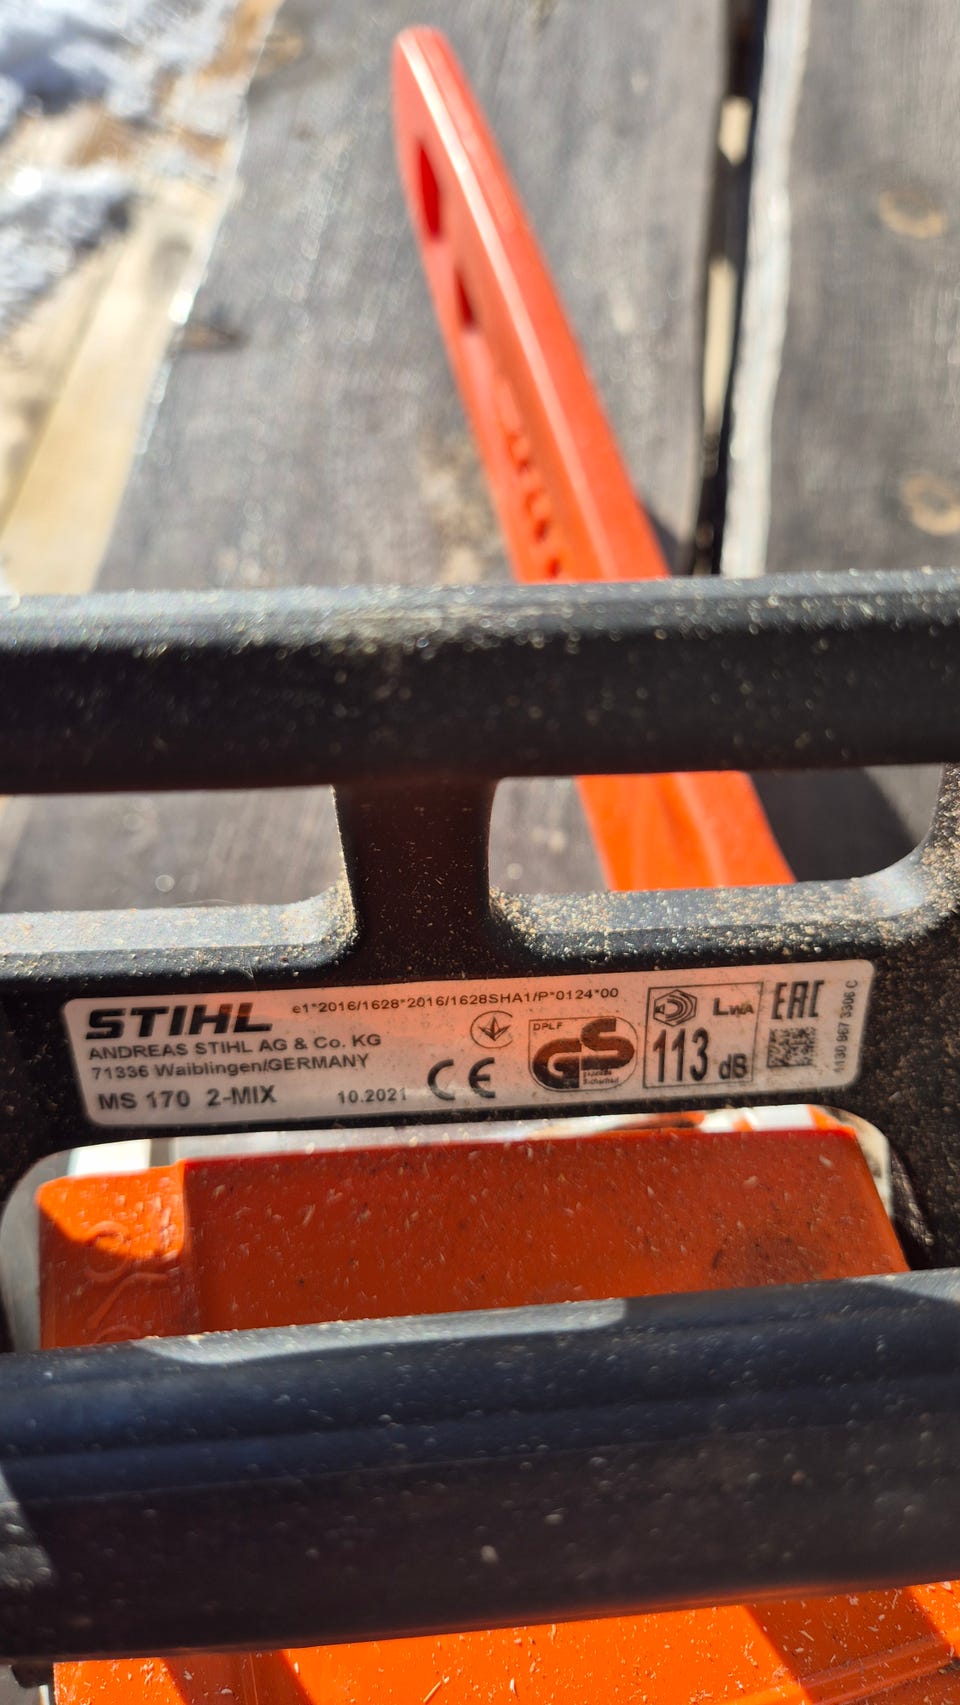 STIHL e1*2016/1628*2016/1628SHA1/P*0124*00
ANDREAS STIHL AG & Co. KG
71336 Waiblingen/GERMANY
MS 170 2-MIX 10.2021 CE
DPLF
GS
LWA
113 dB
EAC